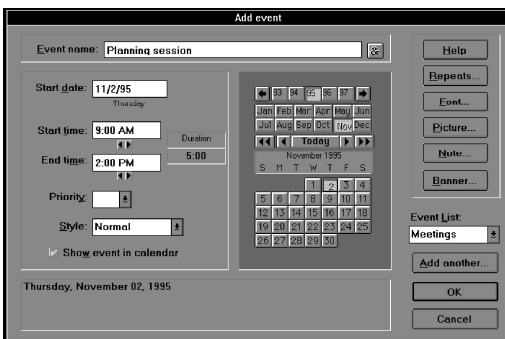 Add event
Event name: Planning session &
Start date: 11/2/95
Thursday
Start time: 9:00 AM
End time: 2:00 PM
Duration
5:00
Priority:
Style: Normal
Show event in calendar
93 94 95 96 97
Jan Feb Mar Apr May Jun
Jul Aug Sep Oct Nov Dec
Today
November 1995
S M T W T F S
1 2 3 4
5 6 7 8 9 10 11
12 13 14 15 16 17 18
19 20 21 22 23 24 25
26 27 28 29 30
Help
Repeats...
Font...
Picture...
Note...
Banner...
Event List:
Meetings
Add another...
OK
Cancel
Thursday, November 02, 1995